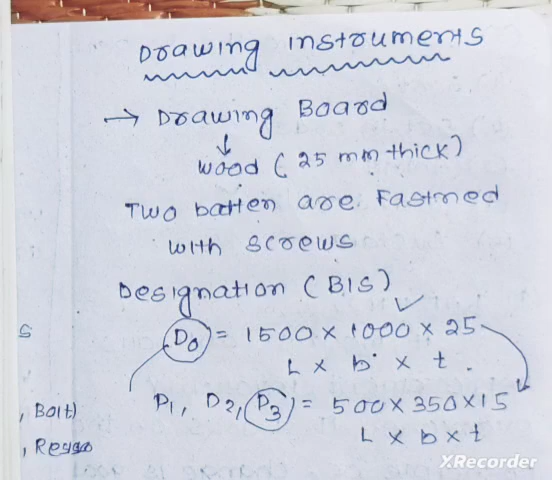 Drawing instruments
→ Drawing Board
↓
wood (25 mm thick)
Two batten are Fastned
with screws
Designation (BIS)
D0 = 1500 x 1000 x 25
L x b x t.
D1, D2, D3 = 500 x 350 x 15
L x b x t
s
, Bolt)
X.Recorder